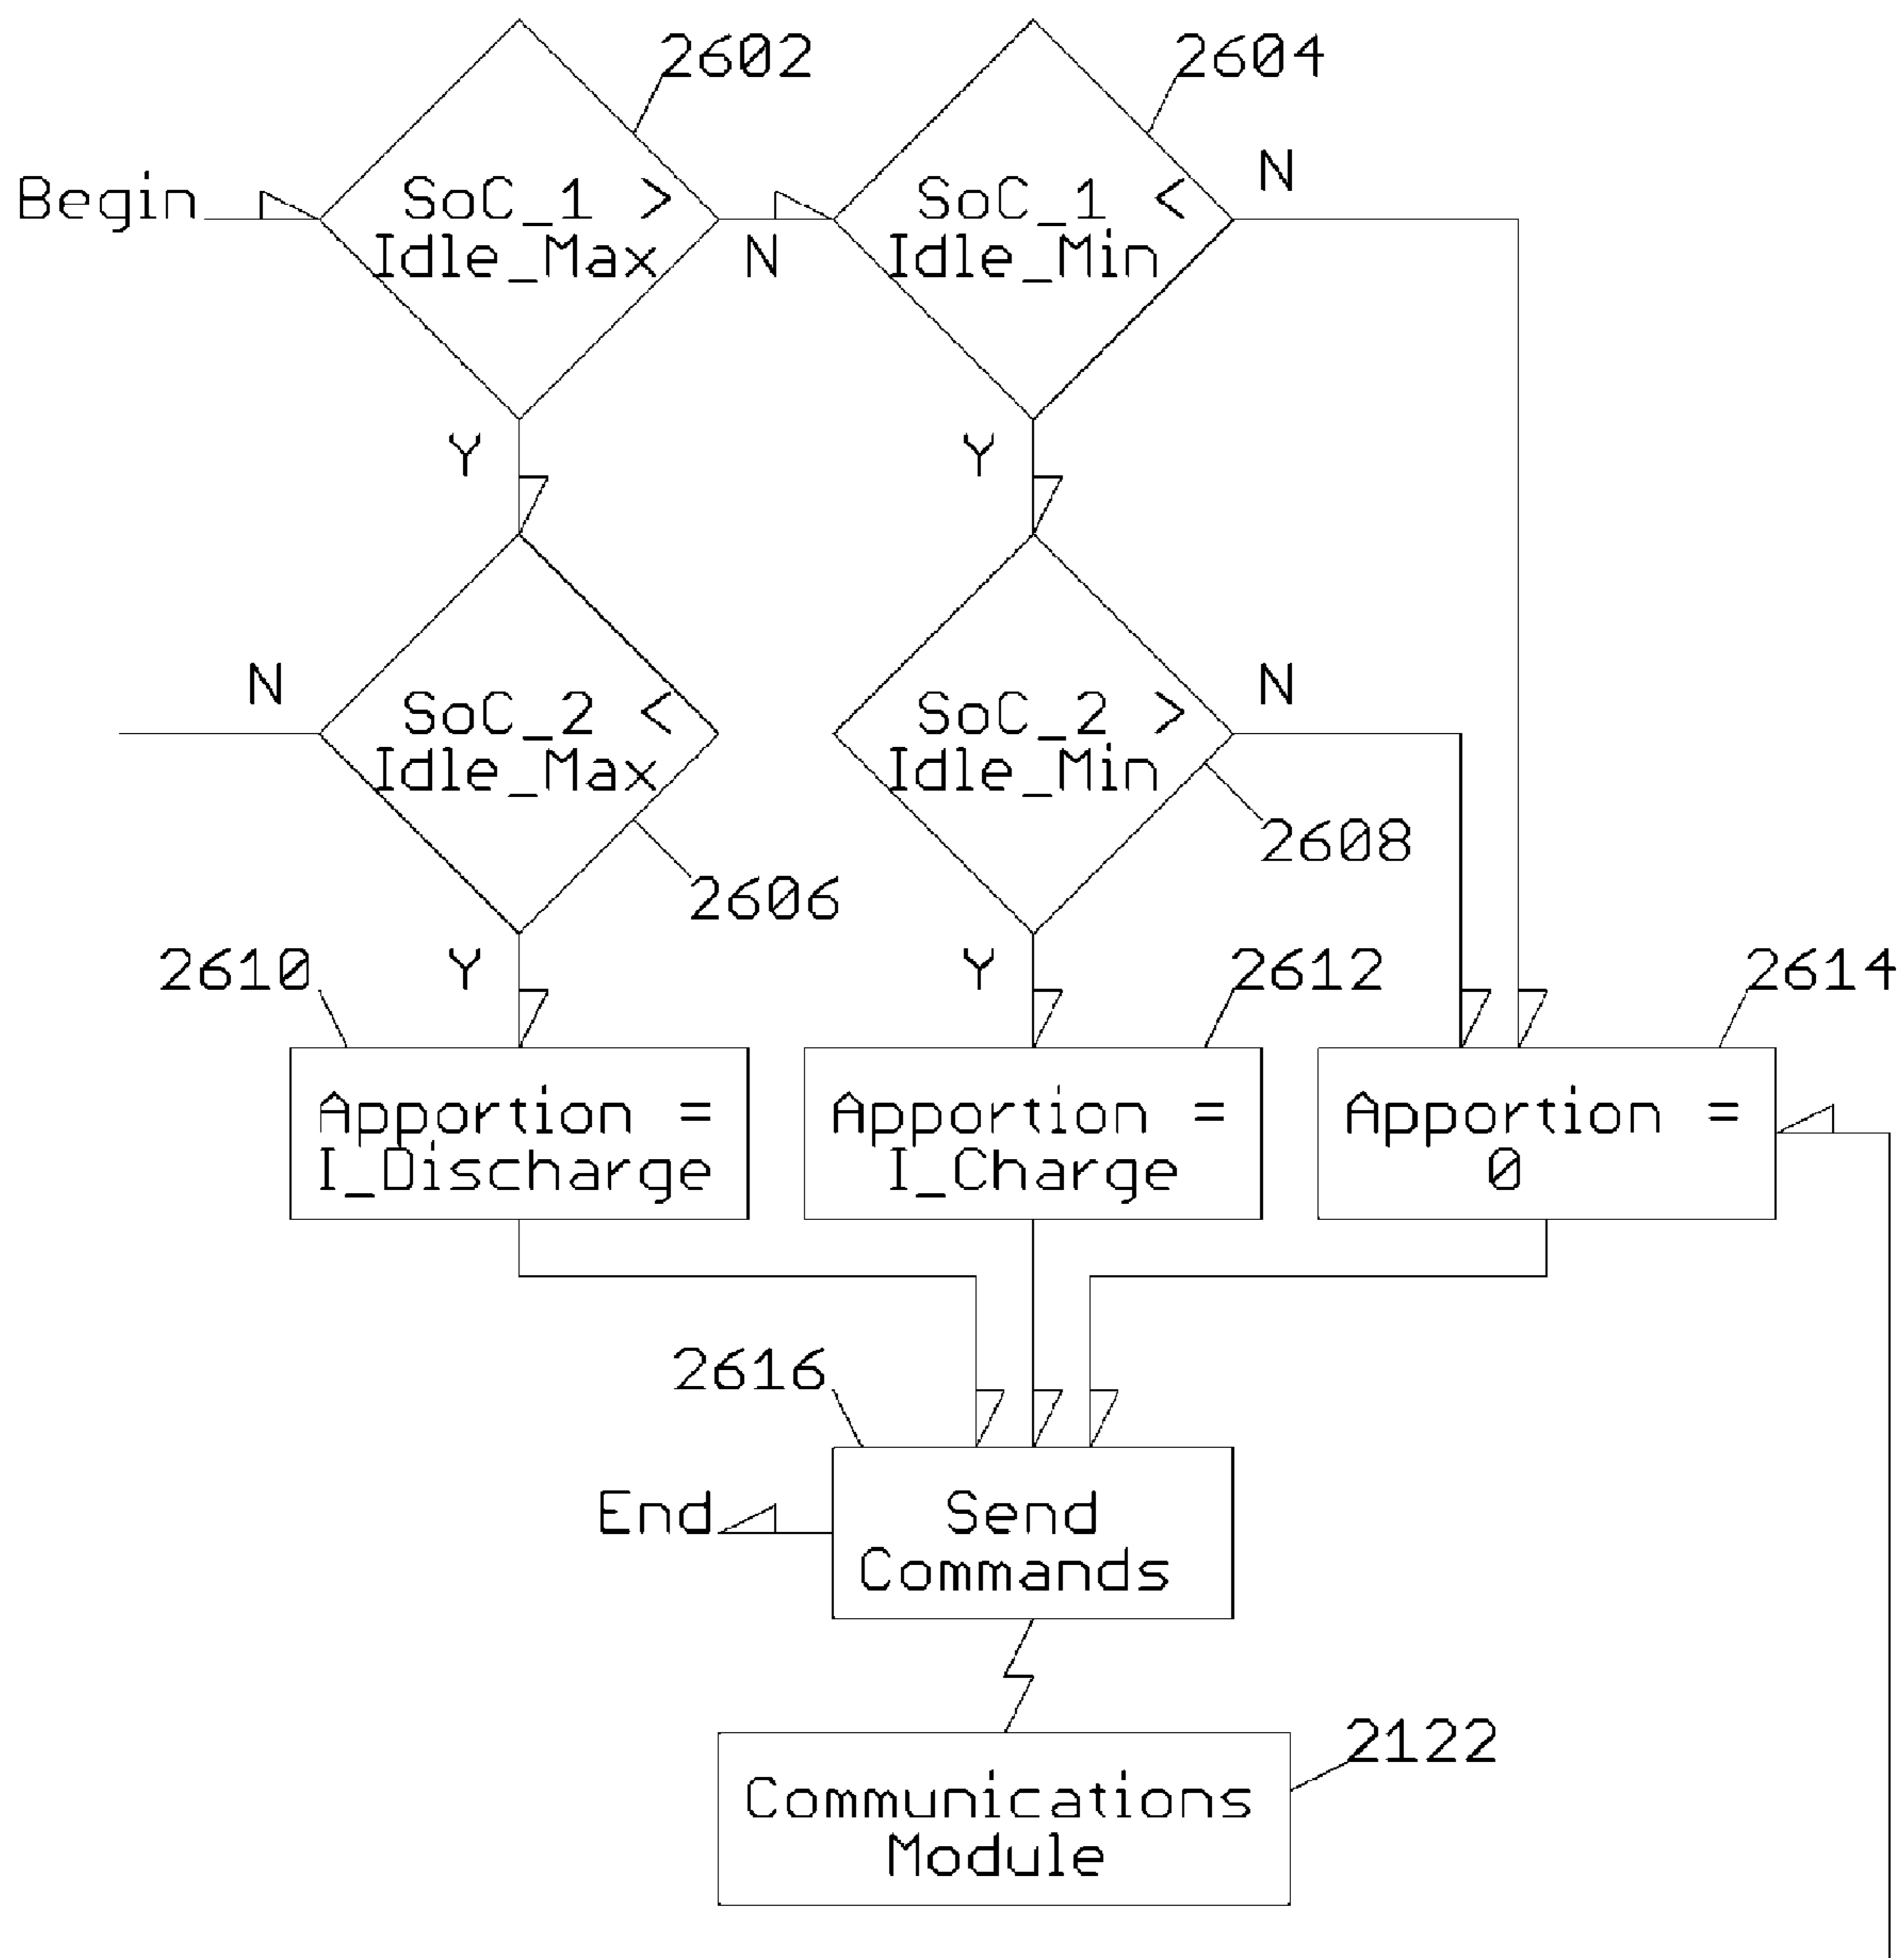 2602
2604
Begin
SoC_1 >
Idle_Max
N
SoC_1 <
Idle_Min
N
Y
Y
N
SoC_2 <
Idle_Max
SoC_2 >
Idle_Min
N
2606
2608
2610
Y
Y
2612
2614
Apportion =
I_Discharge
Apportion =
I_Charge
Apportion =
0
2616
End
Send
Commands
2122
Communications
Module